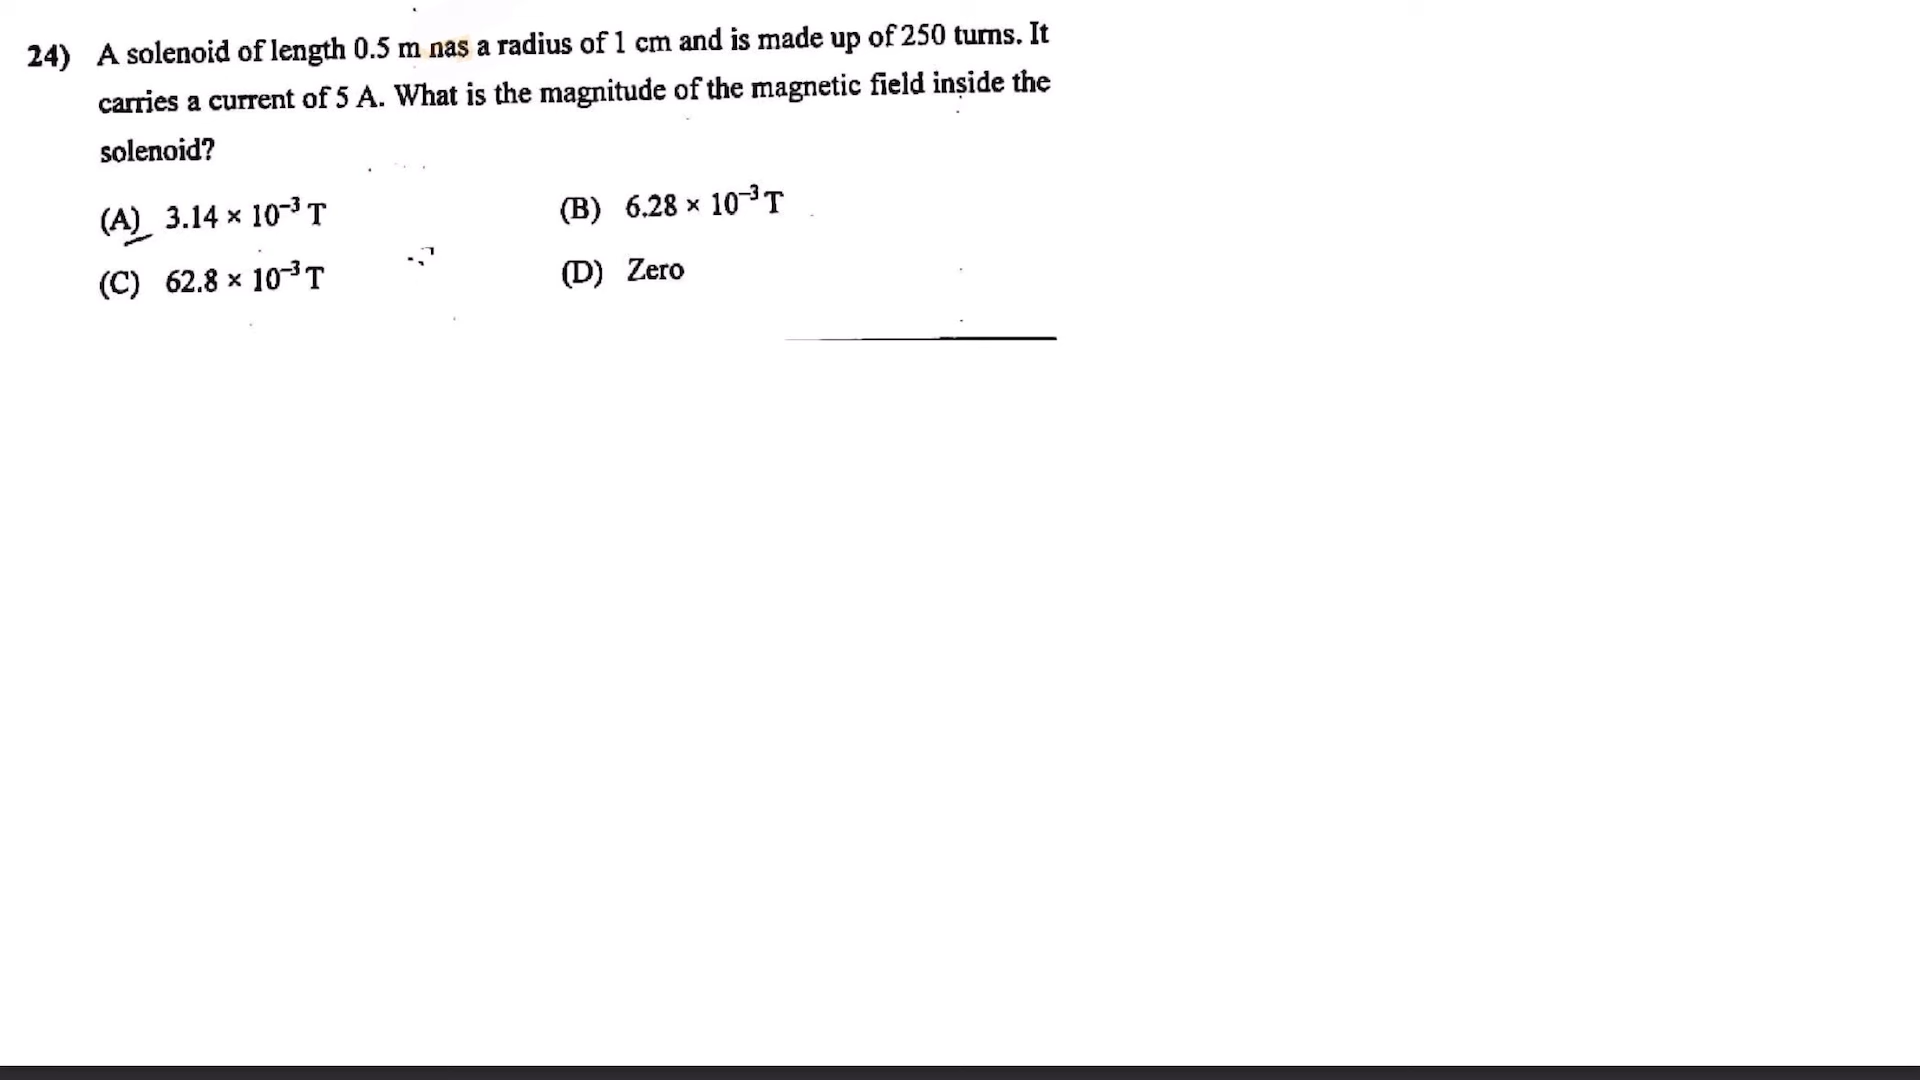 24) A solenoid of length 0.5 m nas a radius of 1 cm and is made up of 250 turns. It
carries a current of 5 A. What is the magnitude of the magnetic field inside the
solenoid?
(A) 3.14 × 10⁻³ T (B) 6.28 × 10⁻³ T
(C) 62.8 × 10⁻³ T (D) Zero